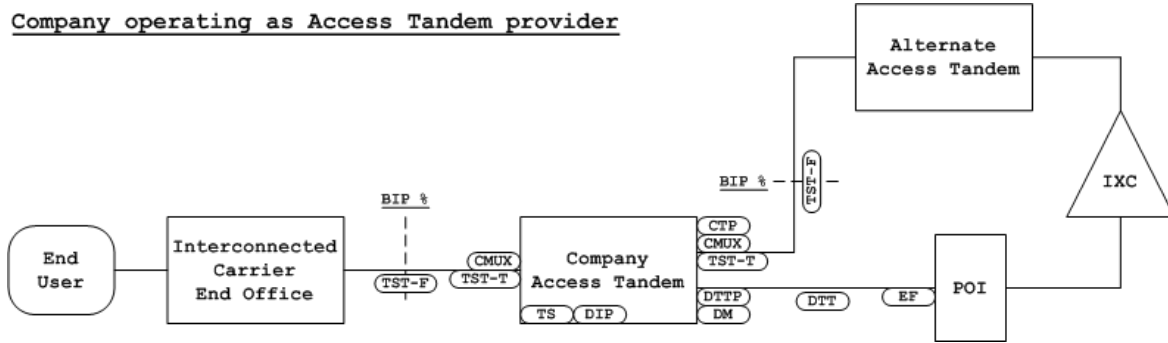 Company operating as Access Tandem provider
Alternate
Access Tandem
TST-F
BIP %
IXC
BIP %
End
User
Interconnected
Carrier
End Office
TST-F
CMUX
TST-T
Company
Access Tandem
TS
DIP
CTP
CMUX
TST-T
DTTP
DM
DTT
EF
POI